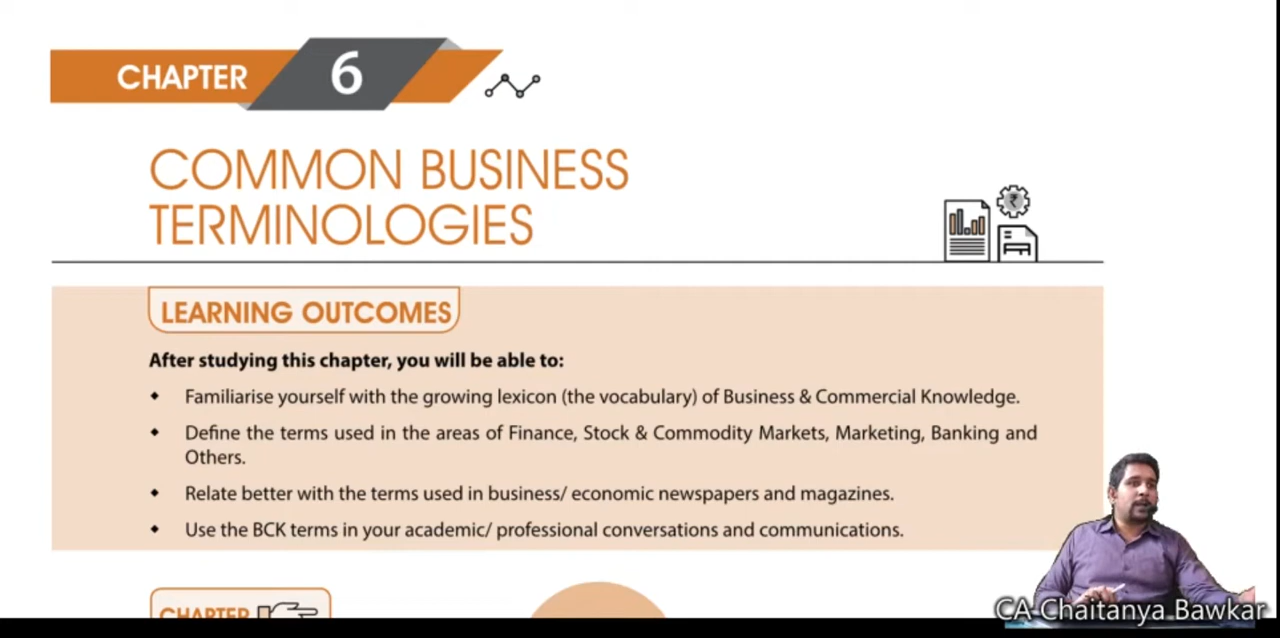 CHAPTER 6
COMMON BUSINESS
TERMINOLOGIES
₹
LEARNING OUTCOMES
After studying this chapter, you will be able to:
◆ Familiarise yourself with the growing lexicon (the vocabulary) of Business & Commercial Knowledge.
◆ Define the terms used in the areas of Finance, Stock & Commodity Markets, Marketing, Banking and
Others.
◆ Relate better with the terms used in business/ economic newspapers and magazines.
◆ Use the BCK terms in your academic/ professional conversations and communications.
CHAPTER
CA Chaitanya Bawkar